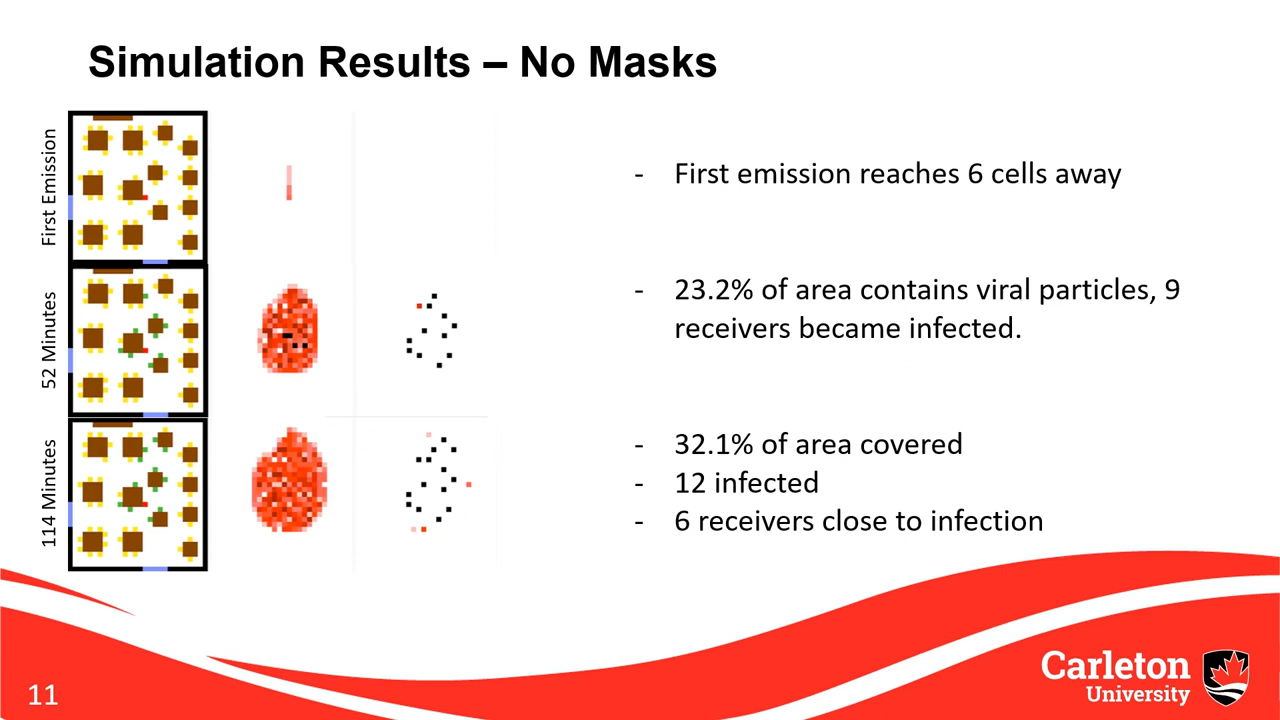 Simulation Results – No Masks
First Emission
- First emission reaches 6 cells away
52 Minutes
- 23.2% of area contains viral particles, 9
receivers became infected.
114 Minutes
- 32.1% of area covered
- 12 infected
- 6 receivers close to infection
11
Carleton
University